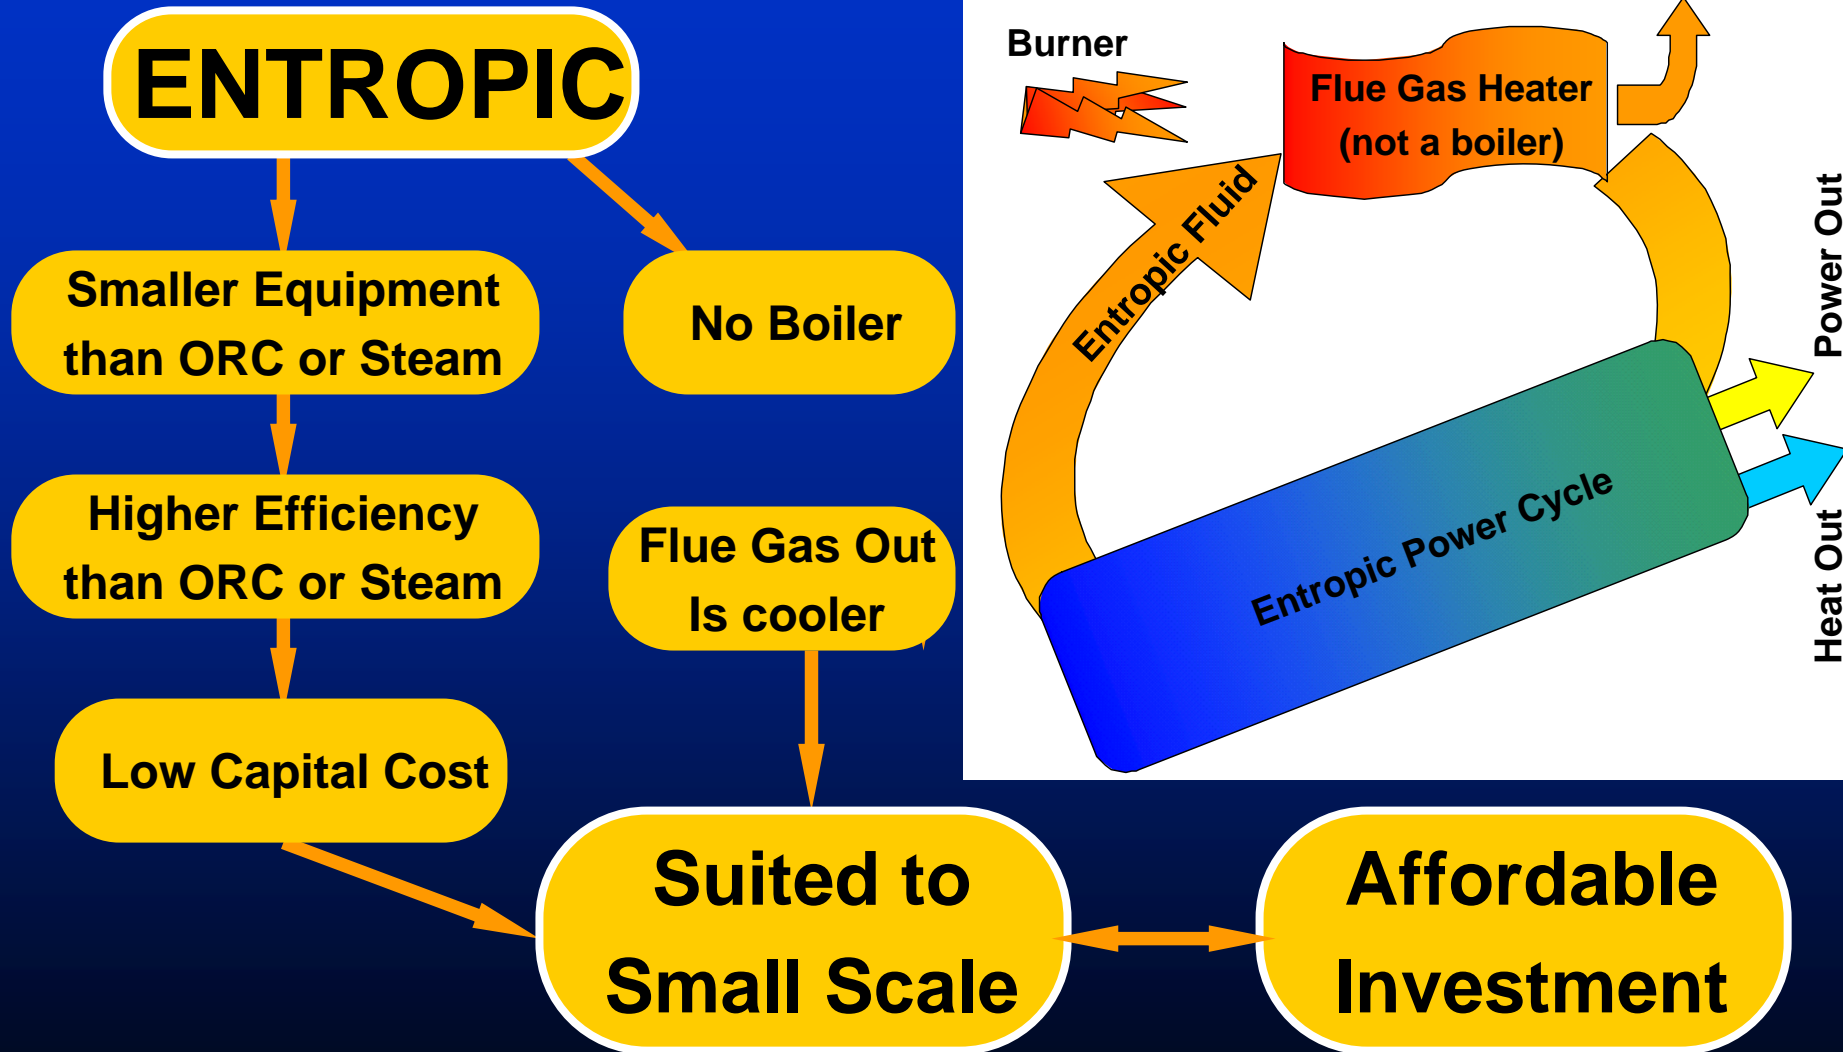 ENTROPIC
Smaller Equipment
than ORC or Steam
No Boiler
Higher Efficiency
than ORC or Steam
Flue Gas Out
Is cooler
Low Capital Cost
Suited to
Small Scale
Affordable
Investment
Burner
Flue Gas Heater
(not a boiler)
Entropic Fluid
Entropic Power Cycle
Power Out
Heat Out